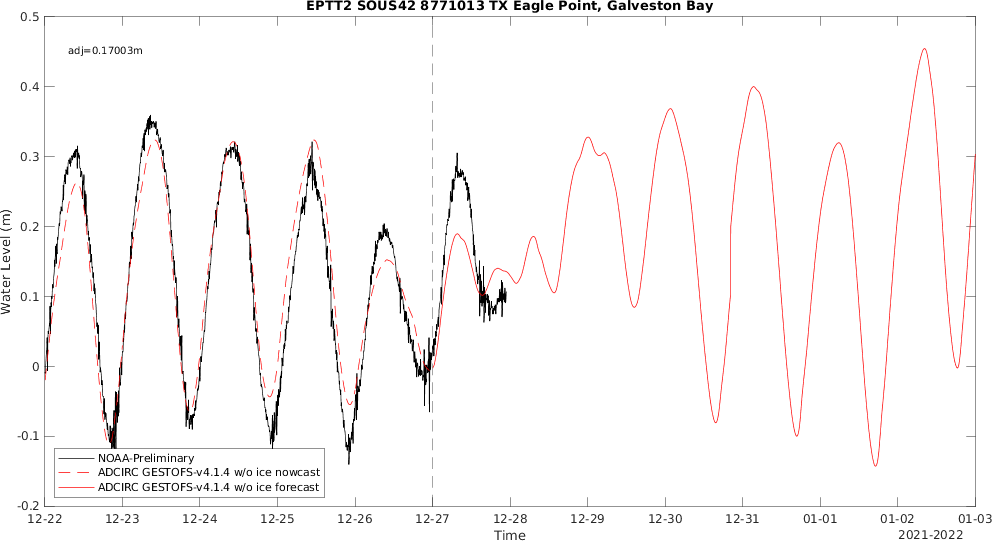 EPTT2 SOUS42 8771013 TX Eagle Point, Galveston Bay
adj=0.17003m
0.5
0.4
0.3
0.2
0.1
0
-0.1
-0.2
Water Level (m)
NOAA-Preliminary
ADCIRC GESTOFS-v4.1.4 w/o ice nowcast
ADCIRC GESTOFS-v4.1.4 w/o ice forecast
12-22 12-23 12-24 12-25 12-26 12-27 12-28 12-29 12-30 12-31 01-01 01-02 01-03
Time
2021-2022